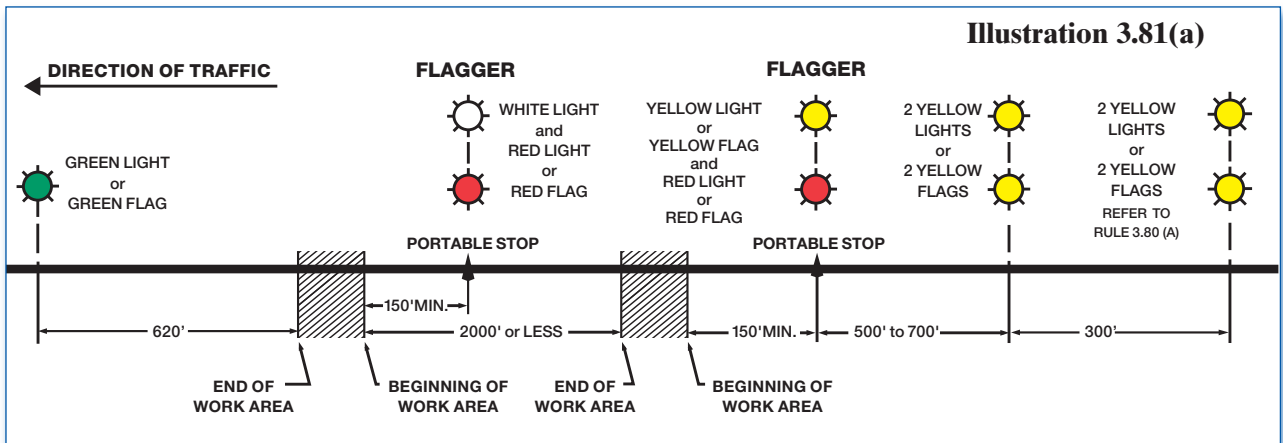 Illustration 3.81(a)
DIRECTION OF TRAFFIC
FLAGGER
FLAGGER
GREEN LIGHT
or
GREEN FLAG
WHITE LIGHT
and
RED LIGHT
or
RED FLAG
YELLOW LIGHT
or
YELLOW FLAG
and
RED LIGHT
or
RED FLAG
2 YELLOW
LIGHTS
or
2 YELLOW
FLAGS
2 YELLOW
LIGHTS
or
2 YELLOW
FLAGS
REFER TO
RULE 3.80 (A)
PORTABLE STOP
PORTABLE STOP
150'MIN.
620'
2000' or LESS
150'MIN.
500' to 700'
300'
END OF
WORK AREA
BEGINNING OF
WORK AREA
END OF
WORK AREA
BEGINNING OF
WORK AREA